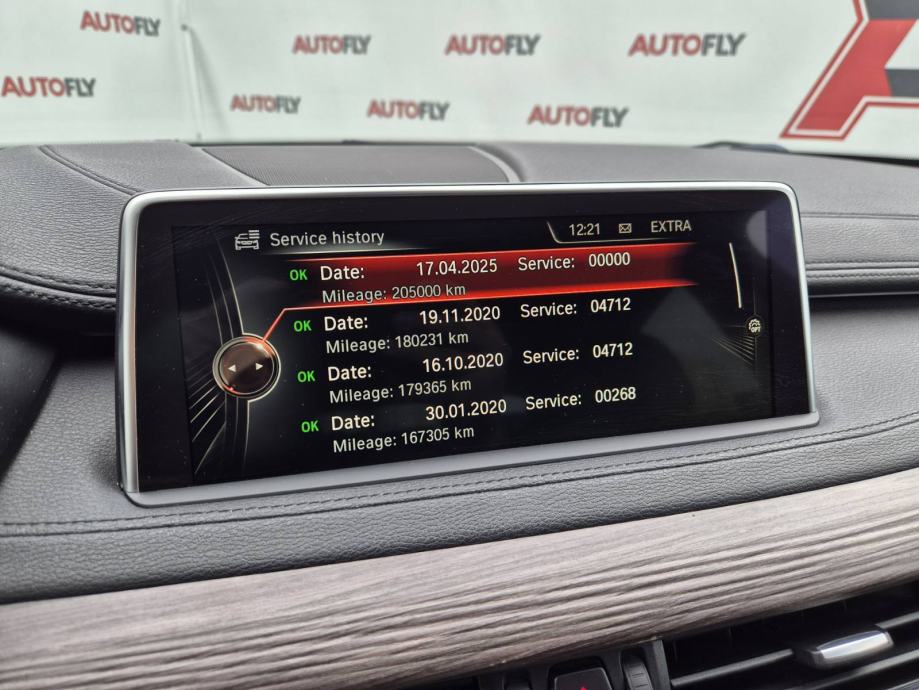 AUTOFLY
AUTOFLY AUTOFLY AUTOFLY
AUTOFLY
AUTOFLY AUTOFLY AUTOFLY
Service history 12:21 EXTRA
OK Date: 17.04.2025 Service: 00000
Mileage: 205000 km
OK Date: 19.11.2020 Service: 04712
Mileage: 180231 km
OK Date: 16.10.2020 Service: 04712
Mileage: 179365 km
OK Date: 30.01.2020 Service: 00268
Mileage: 167305 km
OPT